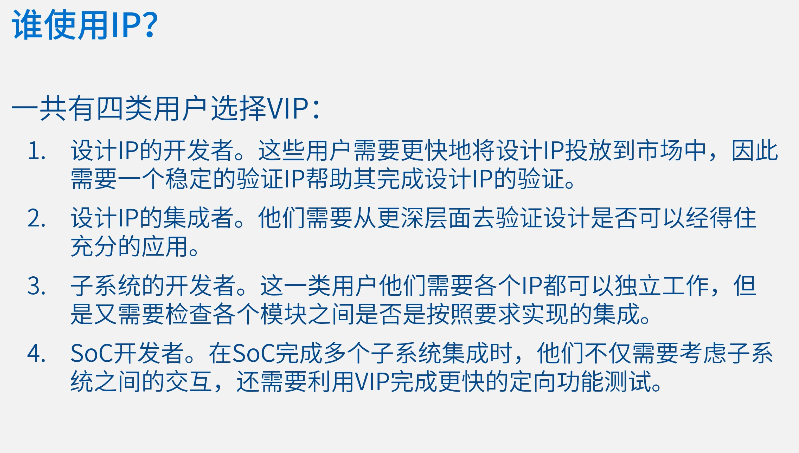 谁使用IP？
一共有四类用户选择VIP：
1. 设计IP的开发者。这些用户需要更快地将设计IP投放到市场中，因此
需要一个稳定的验证IP帮助其完成设计IP的验证。
2. 设计IP的集成者。他们需要从更深层面去验证设计是否可以经得住
充分的应用。
3. 子系统的开发者。这一类用户他们需要各个IP都可以独立工作，但
是又需要检查各个模块之间是否是按照要求实现的集成。
4. SoC开发者。在SoC完成多个子系统集成时，他们不仅需要考虑子系
统之间的交互，还需要利用VIP完成更快的定向功能测试。